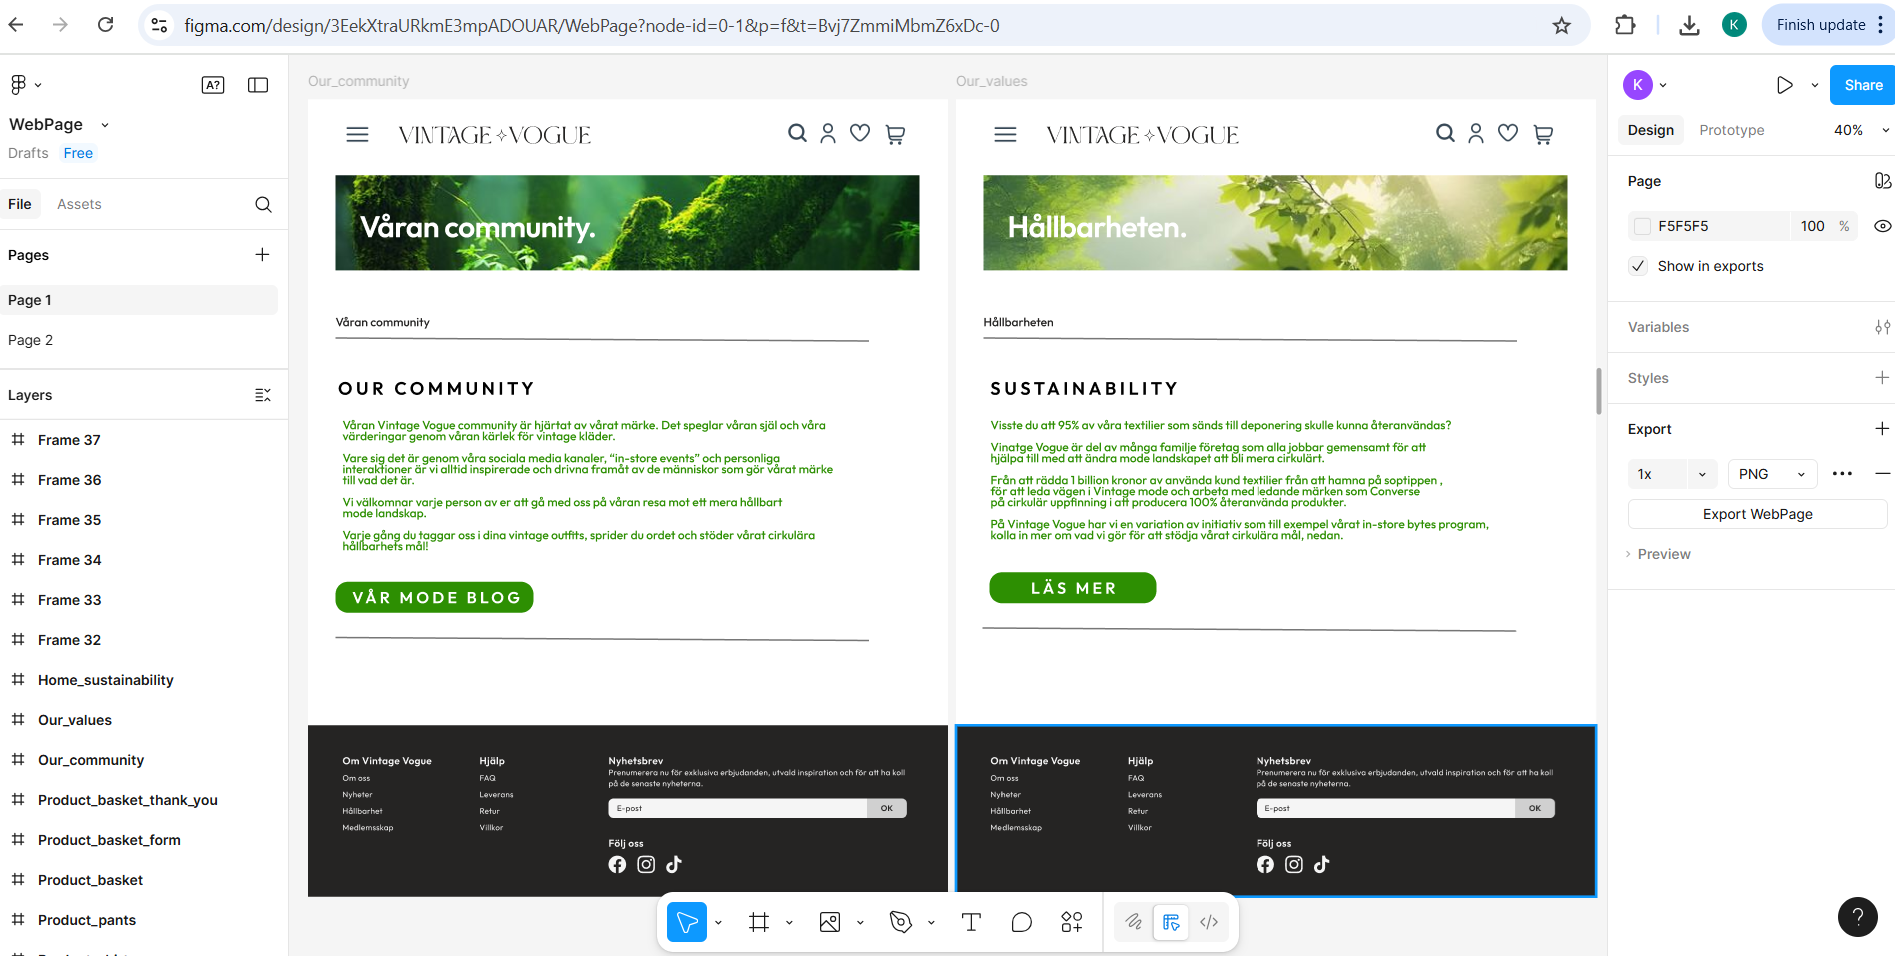 figma.com/design/3EekXtraURkmE3mpADOUAR/WebPage?node-id=0-1&p=f&t=Bvj7ZmmiMbmZ6xDc-0
K
Finish update
A?
WebPage
Drafts Free
File Assets
Pages
Page 1
Page 2
Layers
Frame 37
Frame 36
Frame 35
Frame 34
Frame 33
Frame 32
Home_sustainability
Our_values
Our_community
Product_basket_thank_you
Product_basket_form
Product_basket
Product_pants
Our_community
VINTAGE VOGUE
Våran community.
Våran community
OUR COMMUNITY
Våran Vintage Vogue community är hjärtat av vårat märke. Det speglar våran själ och våra
värderingar genom våran kärlek för vintage kläder.
Vare sig det är genom våra sociala media kanaler, “in-store events” och personliga
interaktioner är vi alltid inspirerade och drivna framåt av de människor som gör vårat märke
till vad det är.
Vi välkomnar varje person av er att gå med oss på våran resa mot ett mera hållbart
mode landskap.
Varje gång du taggar oss i dina vintage outfits, sprider du ordet och stöder vårat cirkulära
hållbarhets mål!
VÅR MODE BLOG
Om Vintage Vogue
Om oss
Nyheter
Hållbarhet
Medlemsskap
Hjälp
FAQ
Leverans
Retur
Villkor
Nyhetsbrev
Prenumerera nu för exklusiva erbjudanden, utvald inspiration och för att ha koll
på de senaste nyheterna.
E-post OK
Följ oss
Our_values
VINTAGE VOGUE
Hållbarheten.
Hållbarheten
SUSTAINABILITY
Visste du att 95% av våra textilier som sänds till deponering skulle kunna återanvändas?
Vinatge Vogue är del av många familje företag som alla jobbar gemensamt för att
hjälpa till med att ändra mode landskapet att bli mera cirkulärt.
Från att rädda 1 billion kronor av använda kund textilier från att hamna på soptippen ,
för att leda vägen i Vintage mode och arbeta med ledande märken som Converse
på cirkulär uppfinning i att producera 100% återanvända produkter.
På Vintage Vogue har vi en variation av initiativ som till exempel vårat in-store bytes program,
kolla in mer om vad vi gör för att stödja vårat cirkulära mål, nedan.
LÄS MER
Om Vintage Vogue
Om oss
Nyheter
Hållbarhet
Medlemsskap
Hjälp
FAQ
Leverans
Retur
Villkor
Nyhetsbrev
Prenumerera nu för exklusiva erbjudanden, utvald inspiration och för att ha koll
på de senaste nyheterna.
E-post OK
Följ oss
K
Share
Design Prototype 40%
Page
F5F5F5 100 %
Show in exports
Variables
Styles
Export
1x PNG
Export WebPage
Preview
?